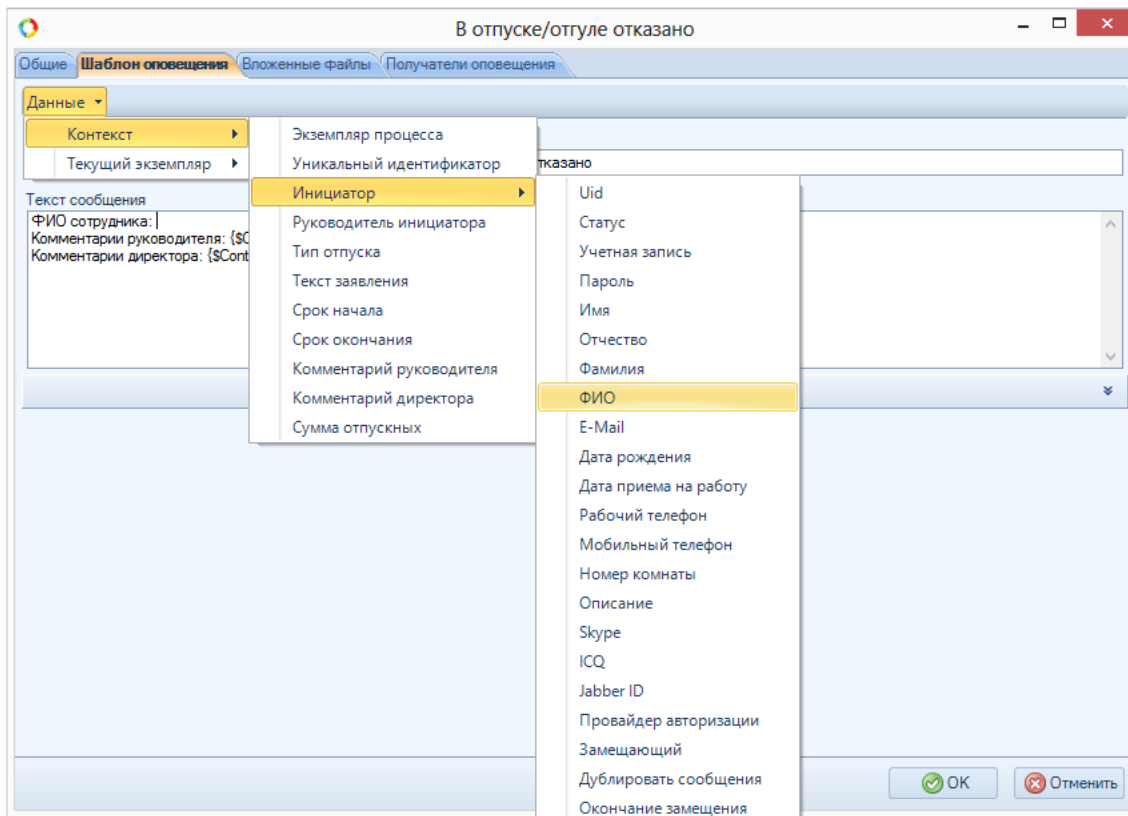 В отпуске/отгуле отказано
Общие Шаблон оповещения Вложенные файлы Получатели оповещения
Данные
Контекст
Текущий экземпляр
Экземпляр процесса
Уникальный идентификатор
Инициатор
Руководитель инициатора
Тип отпуска
Текст заявления
Срок начала
Срок окончания
Комментарий руководителя
Комментарий директора
Сумма отпускных
тказано
Текст сообщения
ФИО сотрудника:
Комментарии руководителя: {$C
Комментарии директора: {$Cont
Uid
Статус
Учетная запись
Пароль
Имя
Отчество
Фамилия
ФИО
E-Mail
Дата рождения
Дата приема на работу
Рабочий телефон
Мобильный телефон
Номер комнаты
Описание
Skype
ICQ
Jabber ID
Провайдер авторизации
Замещающий
Дублировать сообщения
Окончание замещения
OK Отменить